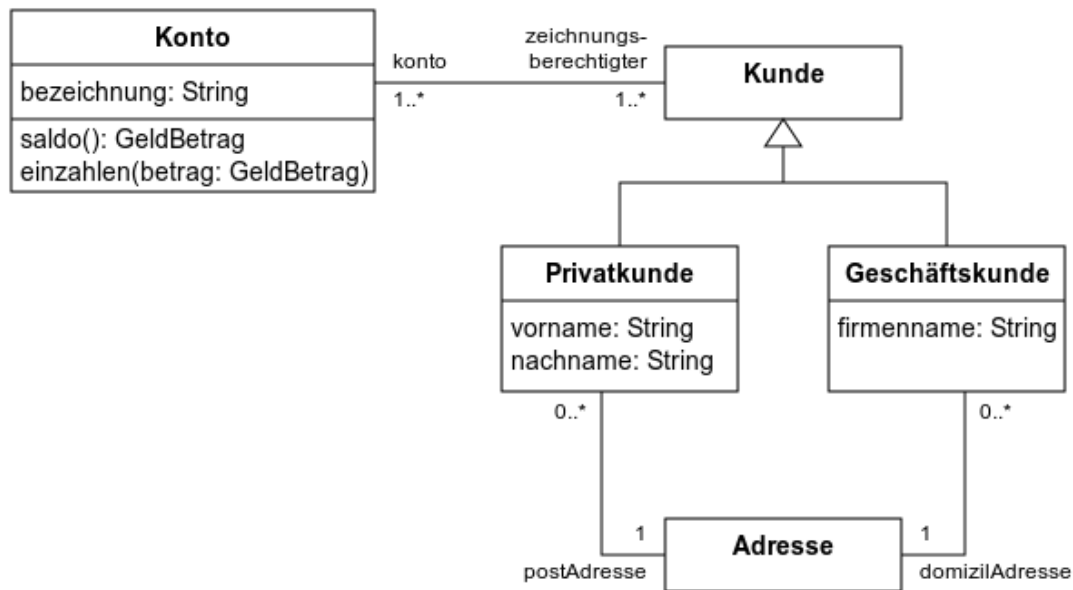 Konto
bezeichnung: String
saldo(): GeldBetrag
einzahlen(betrag: GeldBetrag)
konto
1..*
zeichnungs-
berechtigter
1..*
Kunde
Privatkunde
vorname: String
nachname: String
Geschäftskunde
firmenname: String
0..*
0..*
1
postAdresse
Adresse
1
domizilAdresse